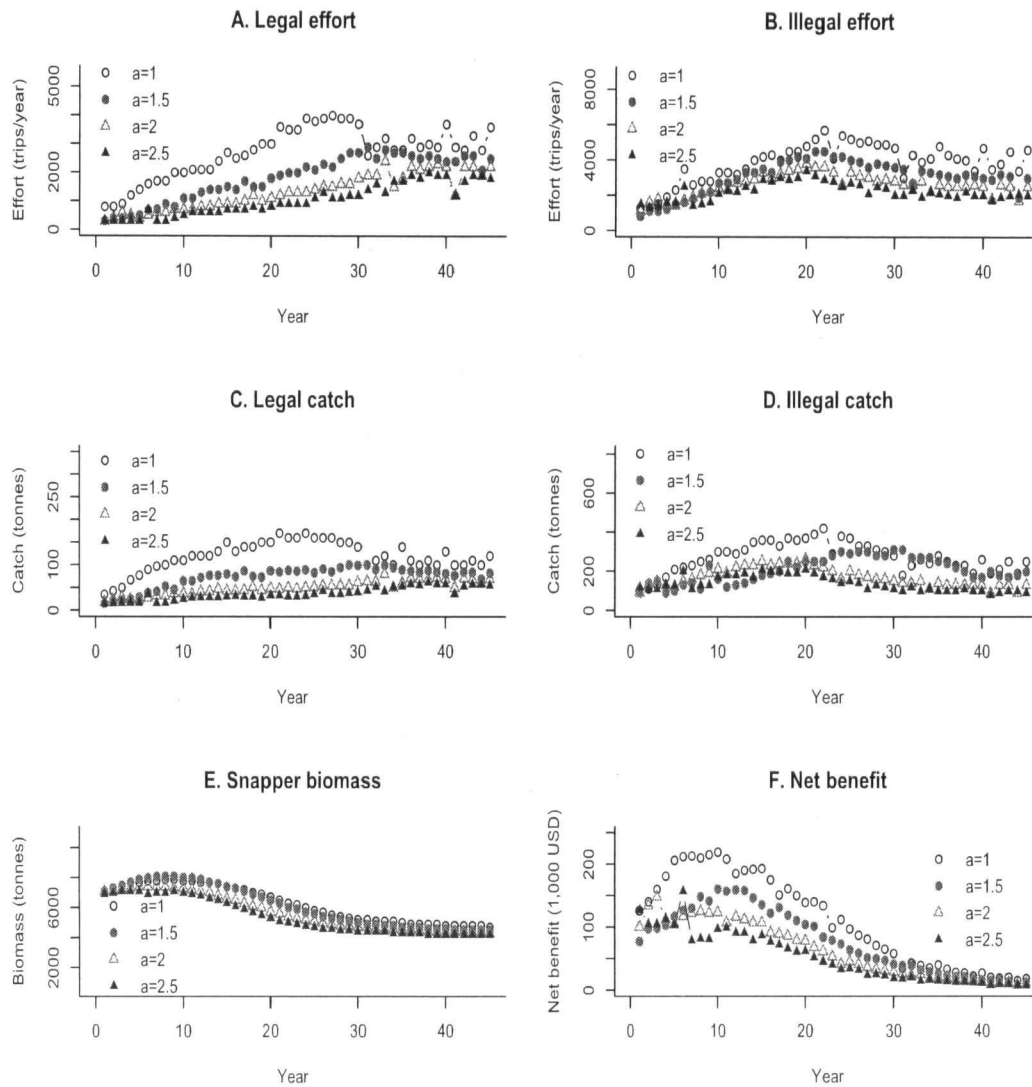 A. Legal effort
Effort (trips/year)
0 2000 5000
a=1
a=1.5
a=2
a=2.5
0 10 20 30 40
Year
B. Illegal effort
Effort (trips/year)
0 4000 8000
a=1
a=1.5
a=2
a=2.5
0 10 20 30 40
Year
C. Legal catch
Catch (tonnes)
0 100 250
a=1
a=1.5
a=2
a=2.5
0 10 20 30 40
Year
D. Illegal catch
Catch (tonnes)
0 200 600
a=1
a=1.5
a=2
a=2.5
0 10 20 30 40
Year
E. Snapper biomass
Biomass (tonnes)
2000 6000
a=1
a=1.5
a=2
a=2.5
0 10 20 30 40
Year
F. Net benefit
Net benefit (1,000 USD)
0 100 200
a=1
a=1.5
a=2
a=2.5
0 10 20 30 40
Year